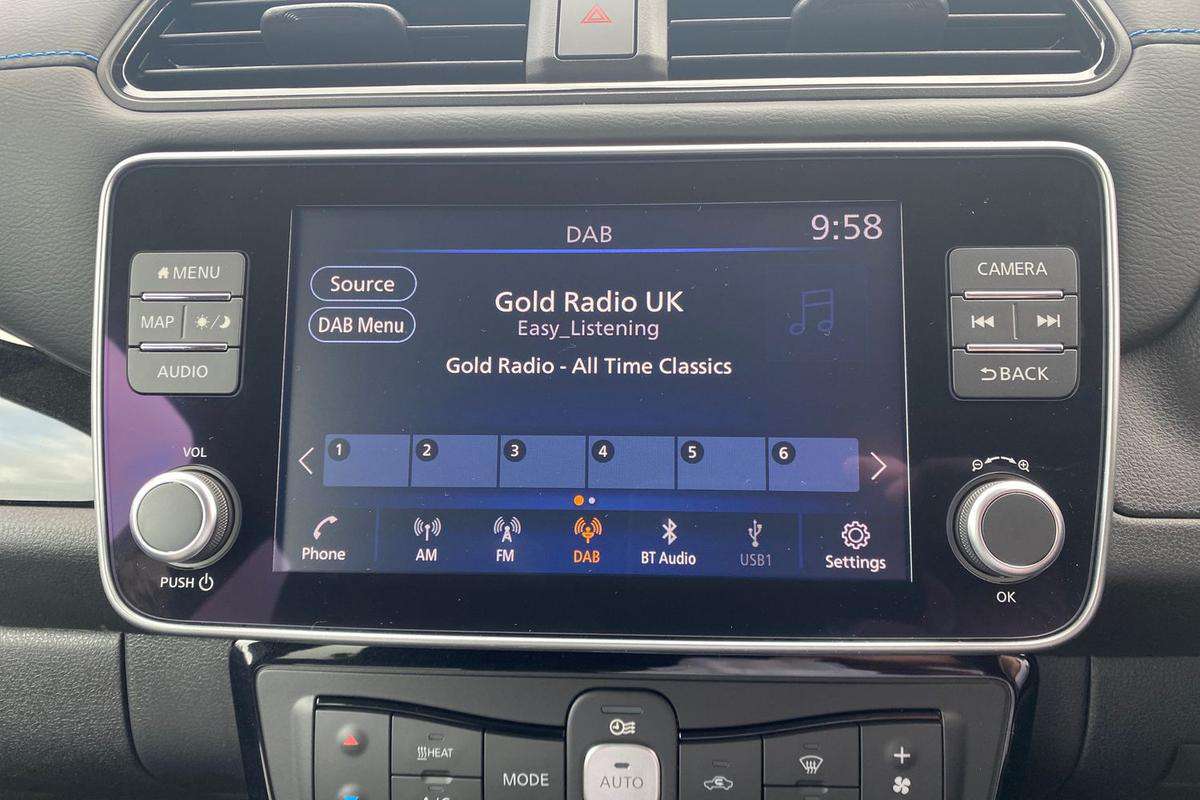 DAB
9:58
MENU
CAMERA
Source
Gold Radio UK
MAP
DAB Menu
Easy_Listening
AUDIO
Gold Radio - All Time Classics
BACK
VOL
1 2 3 4 5 6
Phone
AM
FM
DAB
BT Audio
USB1
Settings
PUSH
OK
HEAT
MODE
AUTO
A/C